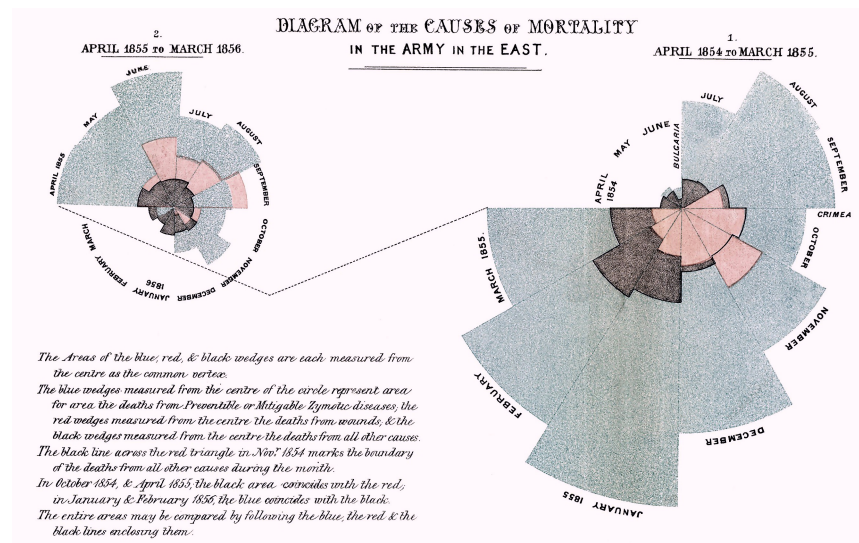 DIAGRAM OF THE CAUSES OF MORTALITY
IN THE ARMY IN THE EAST.
2.
APRIL 1855 TO MARCH 1856.
1.
APRIL 1854 TO MARCH 1855.
APRIL 1855
MAY
JUNE
JULY
AUGUST
SEPTEMBER
OCTOBER
NOVEMBER
DECEMBER
JANUARY 1856
FEBRUARY
MARCH
APRIL 1854
MAY
JUNE
BULGARIA
JULY
AUGUST
SEPTEMBER
CRIMEA
OCTOBER
NOVEMBER
DECEMBER
JANUARY 1855
FEBRUARY
MARCH 1855.
The Areas of the blue, red, & black wedges are each measured from
the centre as the common vertex.
The blue wedges measured from the centre of the circle represent area
for area the deaths from Preventible or Mitigable Zymotic diseases, the
red wedges measured from the centre the deaths from wounds, & the
black wedges measured from the centre the deaths from all other causes.
The black line across the red triangle in Nov.r 1854 marks the boundary
of the deaths from all other causes during the month.
In October 1854, & April 1855, the black area coincides with the red;
in January & February 1856, the blue coincides with the black.
The entire areas may be compared by following the blue, the red & the
black lines enclosing them.